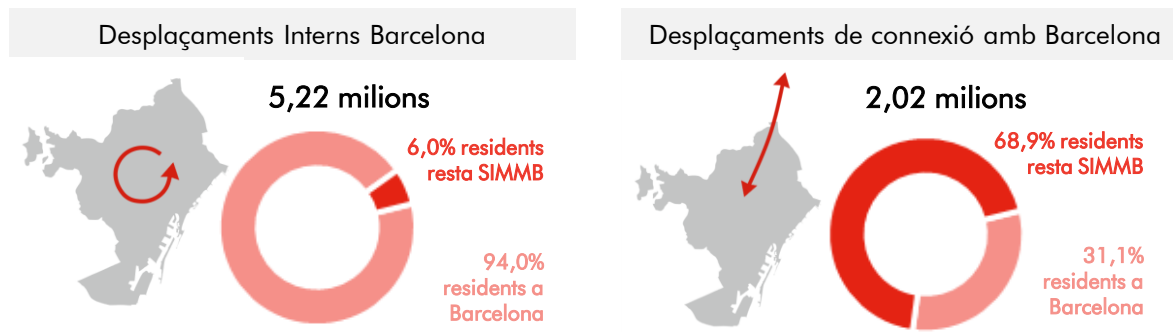 Desplaçaments Interns Barcelona
5,22 milions
6,0% residents
resta SIMMB
94,0%
residents a
Barcelona
Desplaçaments de connexió amb Barcelona
2,02 milions
68,9% residents
resta SIMMB
31,1%
residents a
Barcelona